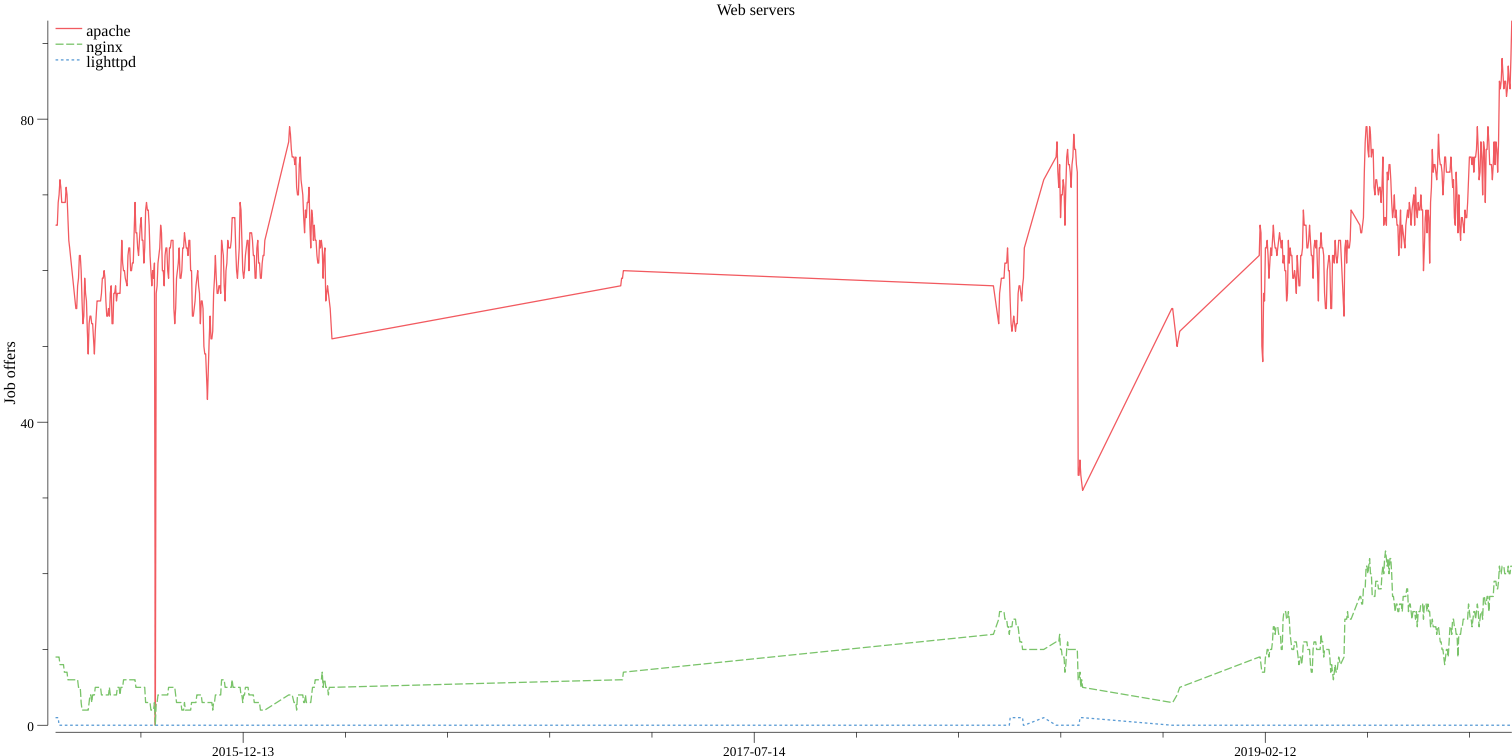 Web servers
apache
nginx
lighttpd
80
Job offers
40
0
2015-12-13
2017-07-14
2019-02-12